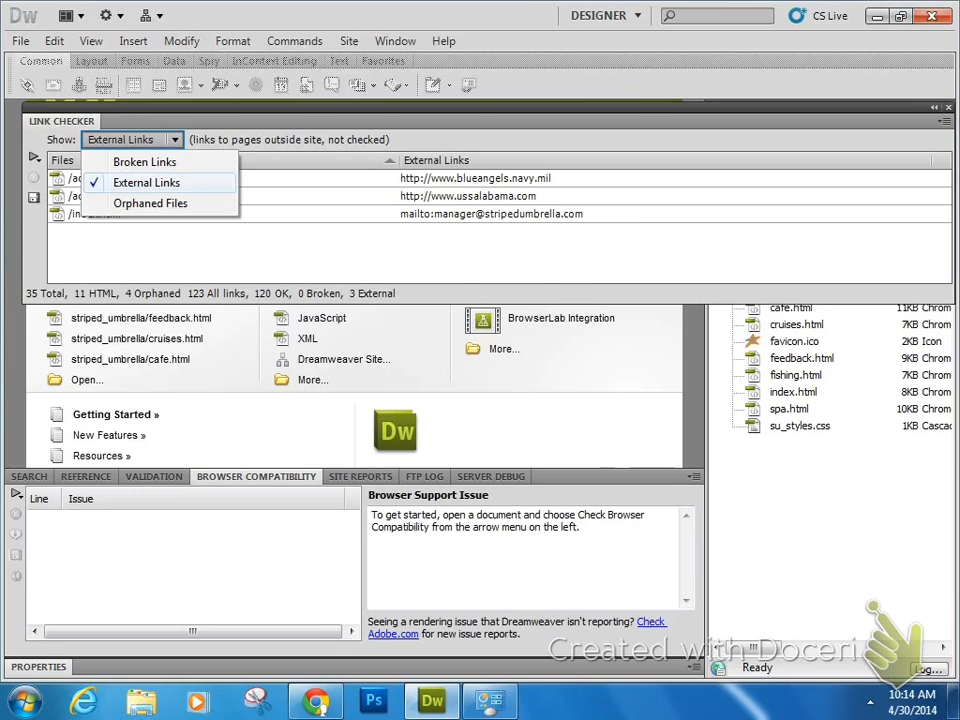 Dw
DESIGNER
CS Live
File Edit View Insert Modify Format Commands Site Window Help
Common Layout Forms Data Spry InContext Editing Text Favorites
LINK CHECKER
Show: External Links (links to pages outside site, not checked)
Files External Links
Broken Links
External Links
Orphaned Files
http://www.blueangels.navy.mil
http://www.ussalabama.com
mailto:manager@stripedumbrella.com
35 Total, 11 HTML, 4 Orphaned 123 All links, 120 OK, 0 Broken, 3 External
striped_umbrella/feedback.html JavaScript BrowserLab Integration
striped_umbrella/cruises.html XML More...
striped_umbrella/cafe.html Dreamweaver Site...
Open... More...
Getting Started »
New Features »
Resources »
Dw
cafe.html 11KB Chrom
cruises.html 7KB Chrom
favicon.ico 2KB Icon
feedback.html 9KB Chrom
fishing.html 7KB Chrom
index.html 8KB Chrom
spa.html 10KB Chrom
su_styles.css 1KB Cascad
SEARCH REFERENCE VALIDATION BROWSER COMPATIBILITY SITE REPORTS FTP LOG SERVER DEBUG
Line Issue
Browser Support Issue
To get started, open a document and choose Check Browser
Compatibility from the arrow menu on the left.
Seeing a rendering issue that Dreamweaver isn't reporting? Check
Adobe.com for new issue reports.
Created with Doceri
PROPERTIES
Ready Log...
Ps Dw
10:14 AM
4/30/2014